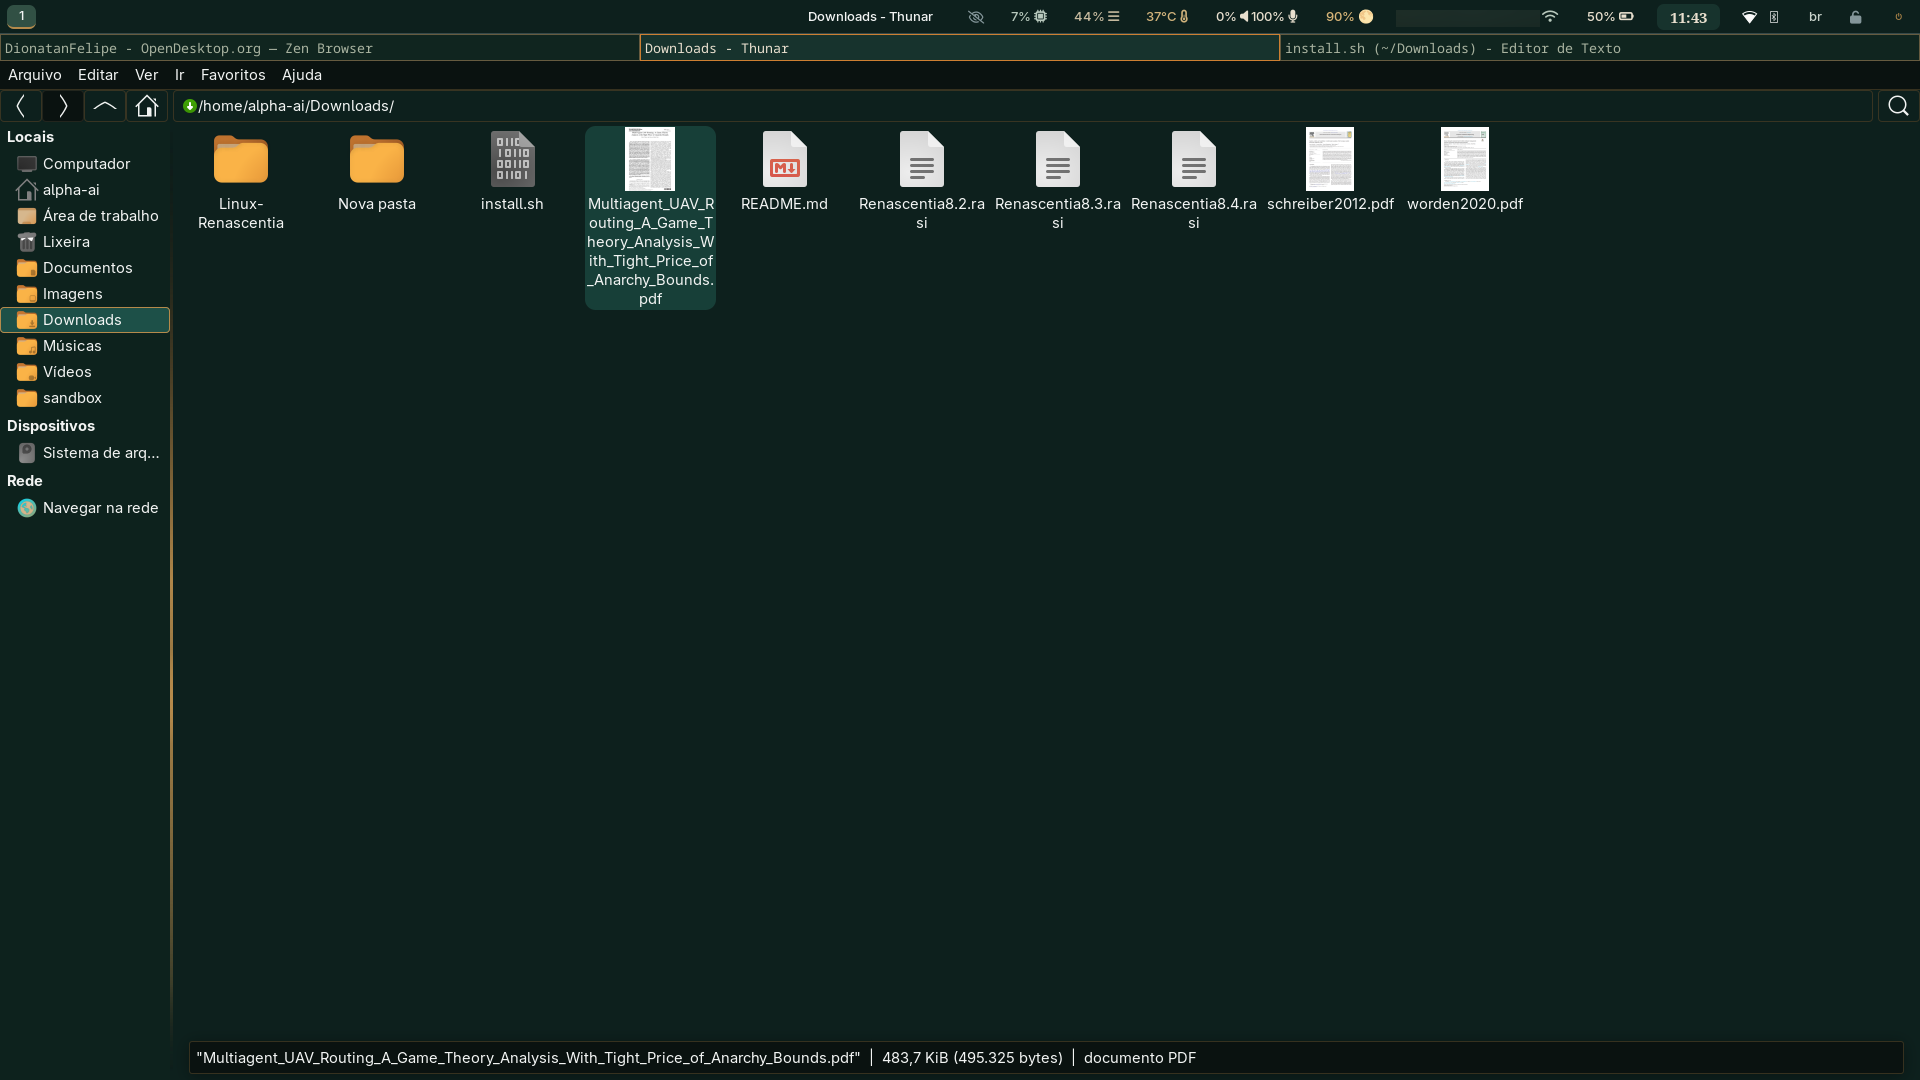 1
Downloads - Thunar
7%
44%
37°C
0%
100%
90%
50%
11:43
br
DionatanFelipe - OpenDesktop.org — Zen Browser
Downloads - Thunar
install.sh (~/Downloads) - Editor de Texto
Arquivo Editar Ver Ir Favoritos Ajuda
/home/alpha-ai/Downloads/
Locais
Computador
alpha-ai
Área de trabalho
Lixeira
Documentos
Imagens
Downloads
Músicas
Vídeos
sandbox
Dispositivos
Sistema de arq...
Rede
Navegar na rede
Linux-
Renascentia
Nova pasta
install.sh
Multiagent_UAV_R
outing_A_Game_T
heory_Analysis_W
ith_Tight_Price_of
_Anarchy_Bounds.
pdf
README.md
Renascentia8.2.ra
si
Renascentia8.3.ra
si
Renascentia8.4.ra
si
schreiber2012.pdf
worden2020.pdf
"Multiagent_UAV_Routing_A_Game_Theory_Analysis_With_Tight_Price_of_Anarchy_Bounds.pdf" | 483,7 KiB (495.325 bytes) | documento PDF